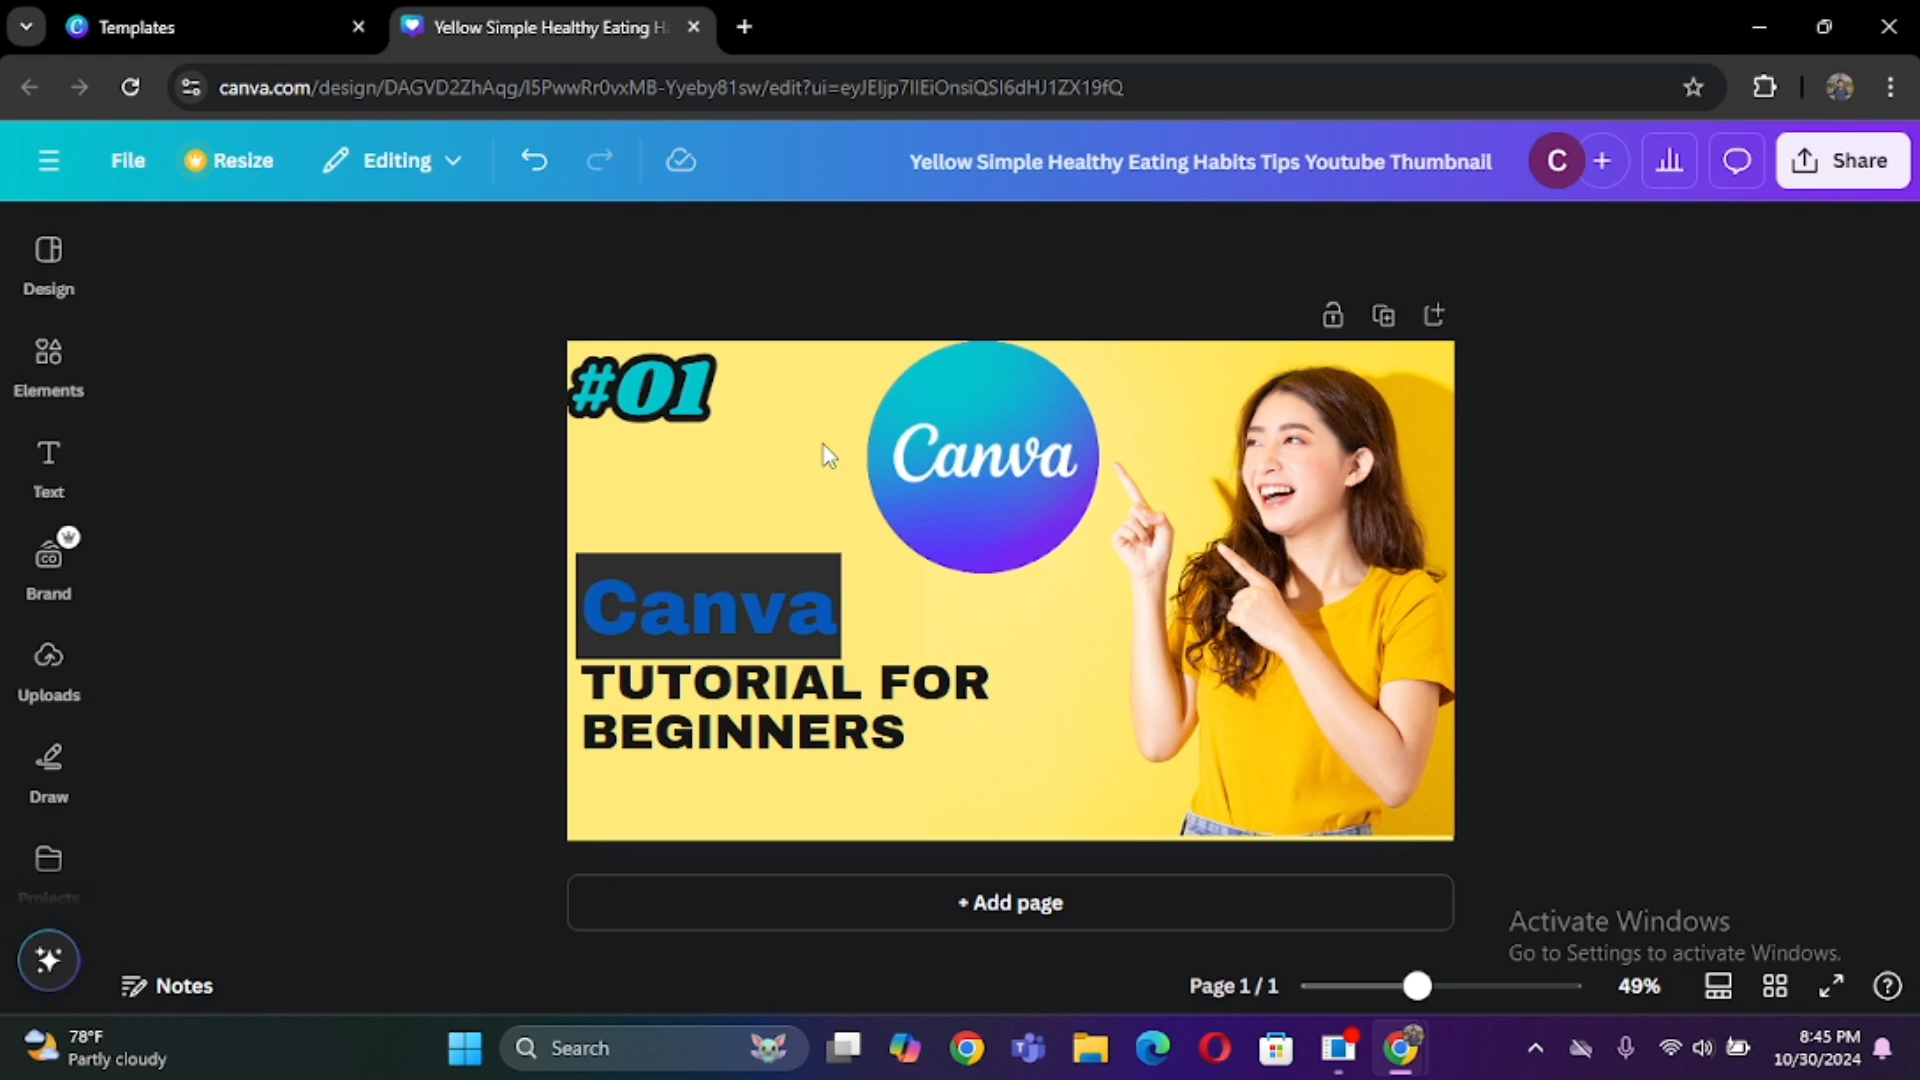 Templates
Yellow Simple Healthy Eating H
canva.com/design/DAGVD2ZhAqg/I5PwwRr0vxMB-Yyeby81sw/edit?ui=eyJEIjp7IlEiOnsiQSI6dHJ1ZX19fQ
File
Resize
Editing
Yellow Simple Healthy Eating Habits Tips Youtube Thumbnail
C
Share
Design
Elements
Text
Brand
Uploads
Draw
Projects
#01
Canva
Canva
TUTORIAL FOR
BEGINNERS
+ Add page
Activate Windows
Go to Settings to activate Windows.
Notes
Page 1 / 1
49%
78°F
Partly cloudy
Search
8:45 PM
10/30/2024